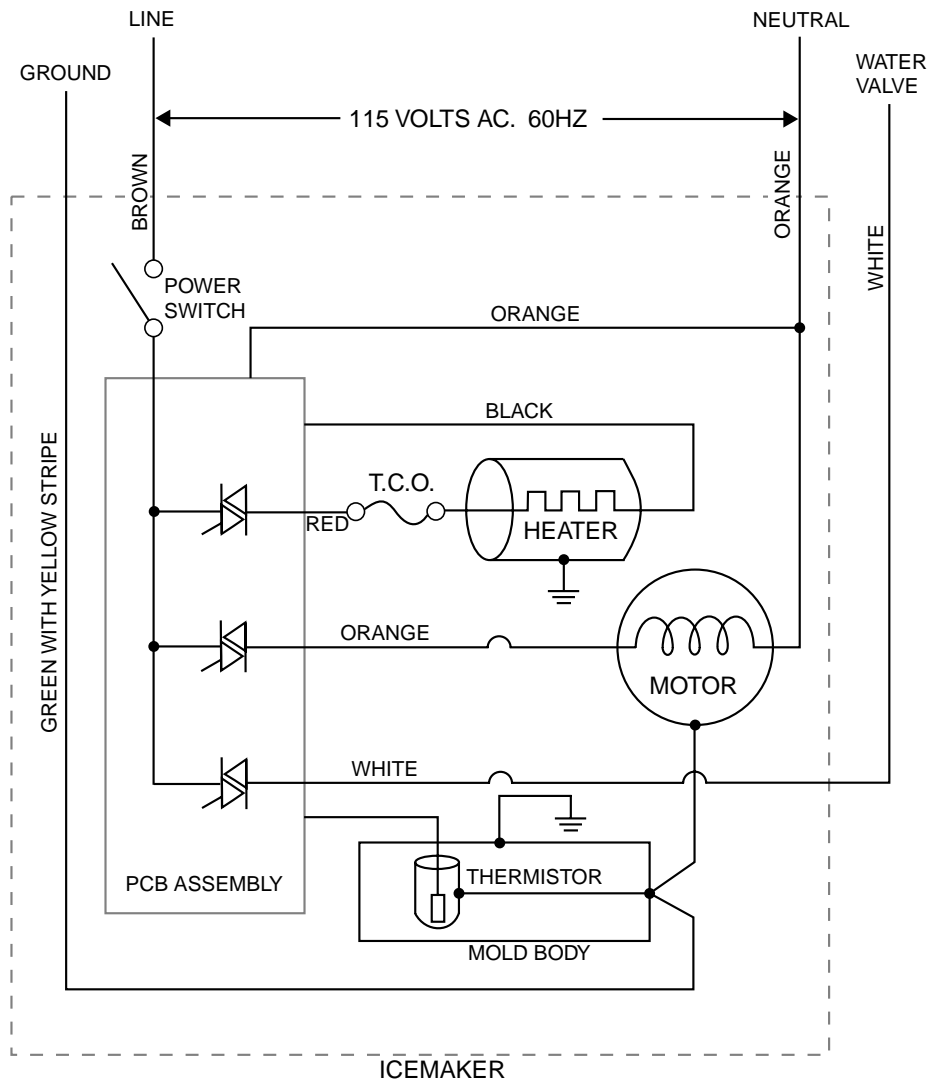 LINE
NEUTRAL
GROUND
WATER
VALVE
115 VOLTS AC. 60HZ
BROWN
ORANGE
WHITE
POWER
SWITCH
ORANGE
BLACK
T.C.O.
RED
HEATER
GREEN WITH YELLOW STRIPE
ORANGE
MOTOR
WHITE
PCB ASSEMBLY
THERMISTOR
MOLD BODY
ICEMAKER